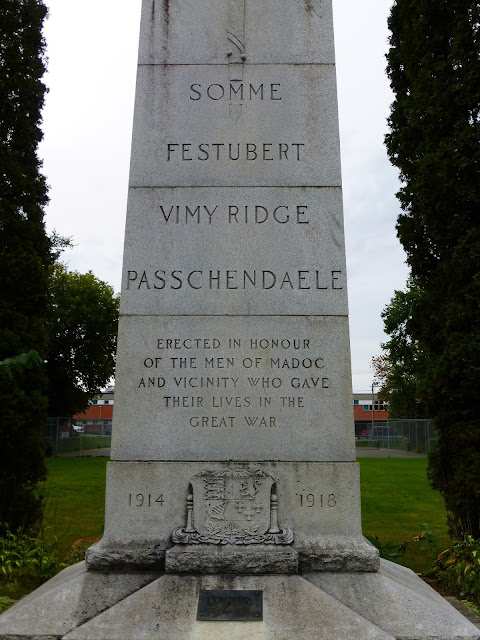 SOMME
FESTUBERT
VIMY RIDGE
PASSCHENDAELE
ERECTED IN HONOUR
OF THE MEN OF MADOC
AND VICINITY WHO GAVE
THEIR LIVES IN THE
GREAT WAR
1914 1918